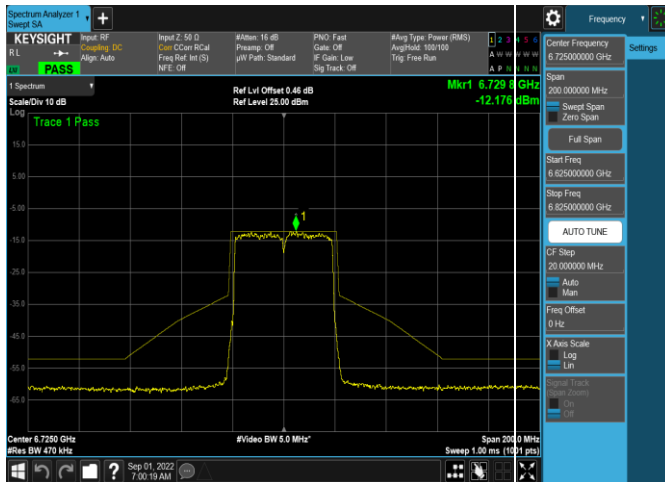 Spectrum Analyzer 1
Swept SA
+
Frequency
KEYSIGHT
RL
PASS
Input: RF
Coupling: DC
Align: Auto
Input Z: 50 Ω
Corr CCorr RCal
Freq Ref: Int (S)
NFE: Off
#Atten: 16 dB
Preamp: Off
µW Path: Standard
PNO: Fast
Gate: Off
IF Gain: Low
Sig Track: Off
#Avg Type: Power (RMS)
Avg|Hold: 100/100
Trig: Free Run
1 2 3 4 5 6
A W W W W W
A P N N N N
1 Spectrum
Scale/Div 10 dB
Log
Ref Lvl Offset 0.46 dB
Ref Level 25.00 dBm
Mkr1 6.729 8 GHz
-12.176 dBm
Trace 1 Pass
15.0
5.00
-5.00
-15.0
-25.0
-35.0
-45.0
-55.0
-65.0
1
Center 6.7250 GHz
#Res BW 470 kHz
#Video BW 5.0 MHz*
Span 200.0 MHz
Sweep 1.00 ms (1001 pts)
Sep 01, 2022
7:00:19 AM
Center Frequency
6.725000000 GHz
Settings
Span
200.000000 MHz
Swept Span
Zero Span
Full Span
Start Freq
6.625000000 GHz
Stop Freq
6.825000000 GHz
AUTO TUNE
CF Step
20.000000 MHz
Auto
Man
Freq Offset
0 Hz
X Axis Scale
Log
Lin
Signal Track
(Span Zoom)
On
Off